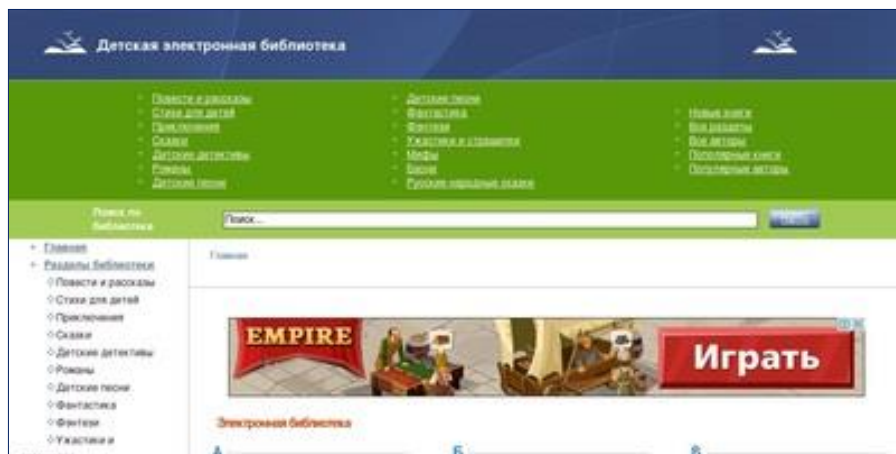 Детская электронная библиотека
Повести и рассказы
Стихи для детей
Приключения
Сказки
Детские детективы
Романы
Детские песни
Детские песни
Фантастика
Фэнтези
Ужастики и страшилки
Мифы
Басни
Русские народные сказки
Новые книги
Все разделы
Все авторы
Популярные книги
Популярные авторы
Поиск по
библиотеке
Поиск...
Главная
Разделы библиотеки
Повести и рассказы
Стихи для детей
Приключения
Сказки
Детские детективы
Романы
Детские песни
Фантастика
Фэнтези
Ужастики и
Главная
EMPIRE
Играть
Электронная библиотека
А
Б
В